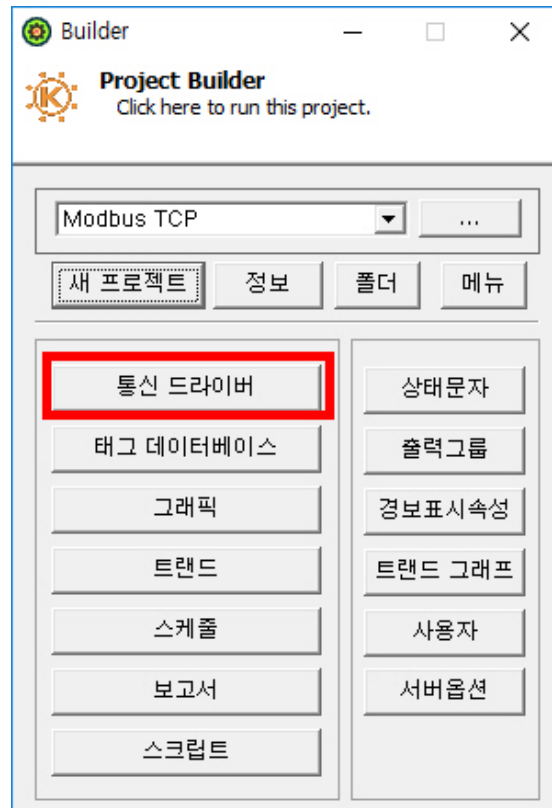 Builder
Project Builder
Click here to run this project.
Modbus TCP
...
새 프로젝트 정보 폴더 메뉴
통신 드라이버
태그 데이터베이스
그래픽
트랜드
스케줄
보고서
스크립트
상태문자
출력그룹
경보표시속성
트랜드 그래프
사용자
서버옵션